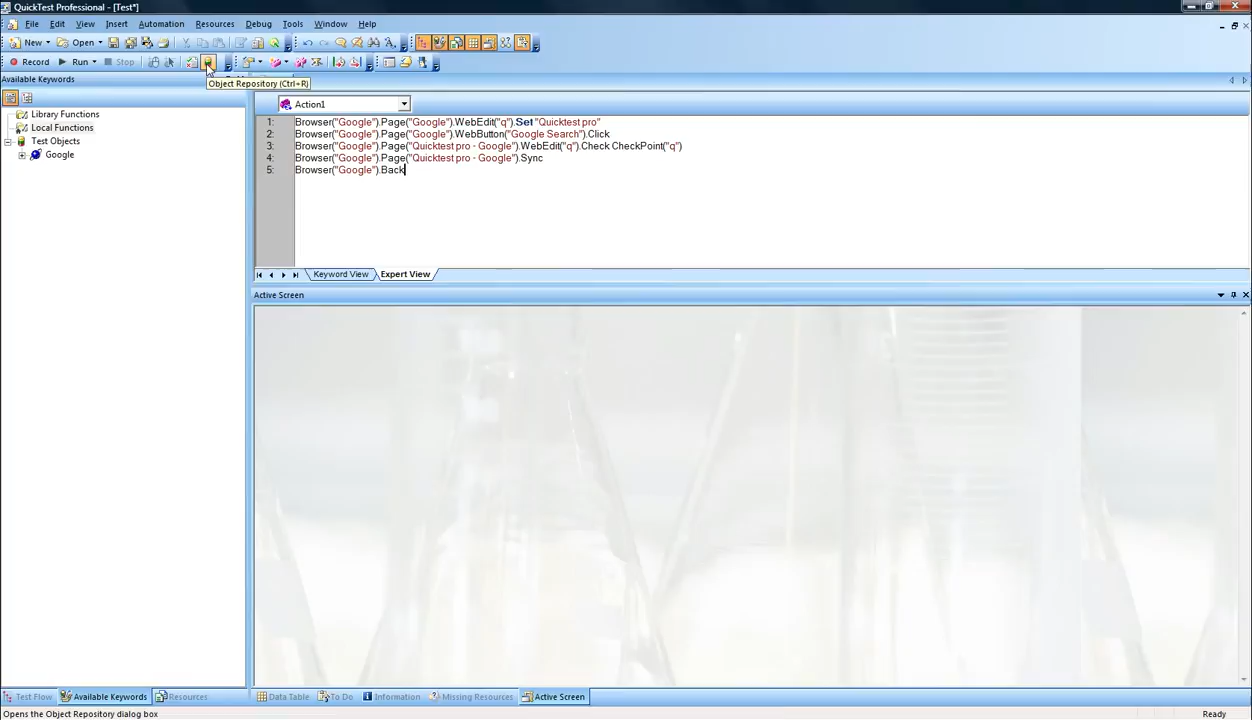 QuickTest Professional - [Test*]
File Edit View Insert Automation Resources Debug Tools Window Help
New Open
Record Run Stop
Object Repository (Ctrl+R)
Available Keywords
Library Functions
Local Functions
Test Objects
Google
Action1
1: Browser("Google").Page("Google").WebEdit("q").Set "Quicktest pro"
2: Browser("Google").Page("Google").WebButton("Google Search").Click
3: Browser("Google").Page("Quicktest pro - Google").WebEdit("q").Check CheckPoint("q")
4: Browser("Google").Page("Quicktest pro - Google").Sync
5: Browser("Google").Back
Keyword View Expert View
Active Screen
Test Flow Available Keywords Resources Data Table To Do Information Missing Resources Active Screen
Opens the Object Repository dialog box Ready